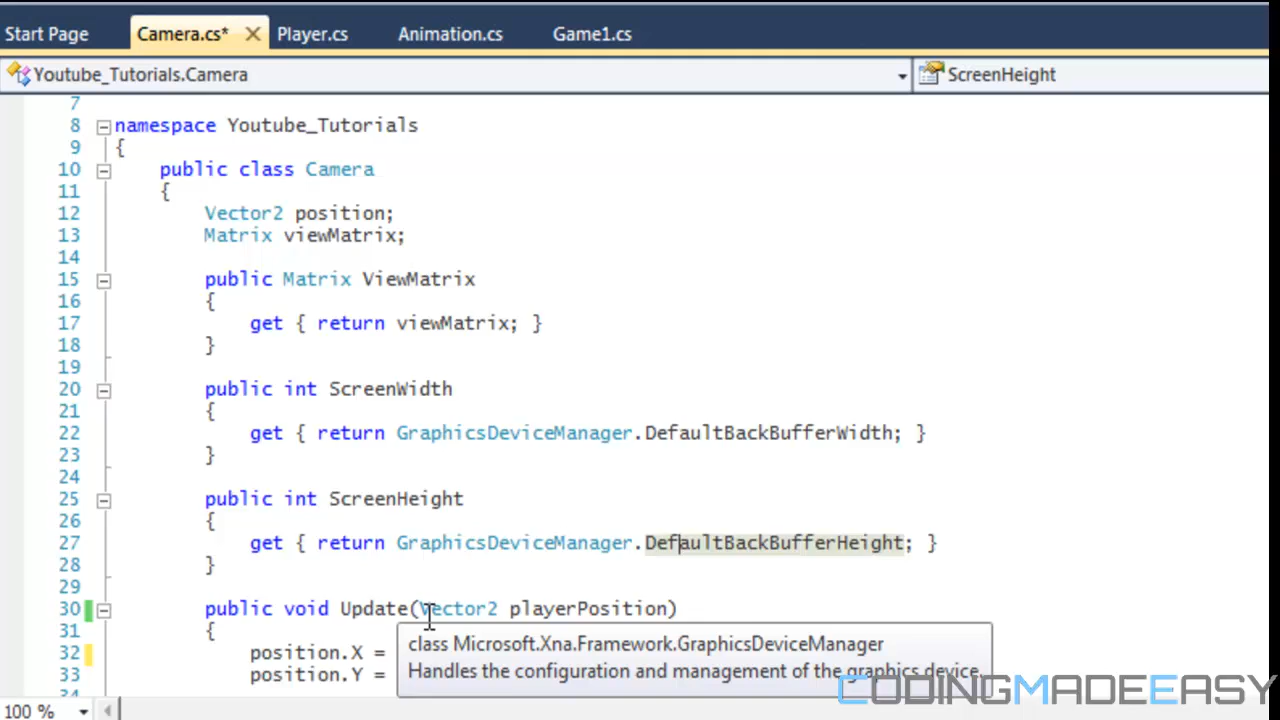 Start Page Camera.cs* Player.cs Animation.cs Game1.cs
Youtube_Tutorials.Camera ScreenHeight
7
8 namespace Youtube_Tutorials
9 {
10 public class Camera
11 {
12 Vector2 position;
13 Matrix viewMatrix;
14
15 public Matrix ViewMatrix
16 {
17 get { return viewMatrix; }
18 }
19
20 public int ScreenWidth
21 {
22 get { return GraphicsDeviceManager.DefaultBackBufferWidth; }
23 }
24
25 public int ScreenHeight
26 {
27 get { return GraphicsDeviceManager.DefaultBackBufferHeight; }
28 }
29
30 public void Update(Vector2 playerPosition)
31 {
32 position.X =
33 position.Y =
34
class Microsoft.Xna.Framework.GraphicsDeviceManager
Handles the configuration and management of the graphics device.
CODINGMADEEASY
100 %